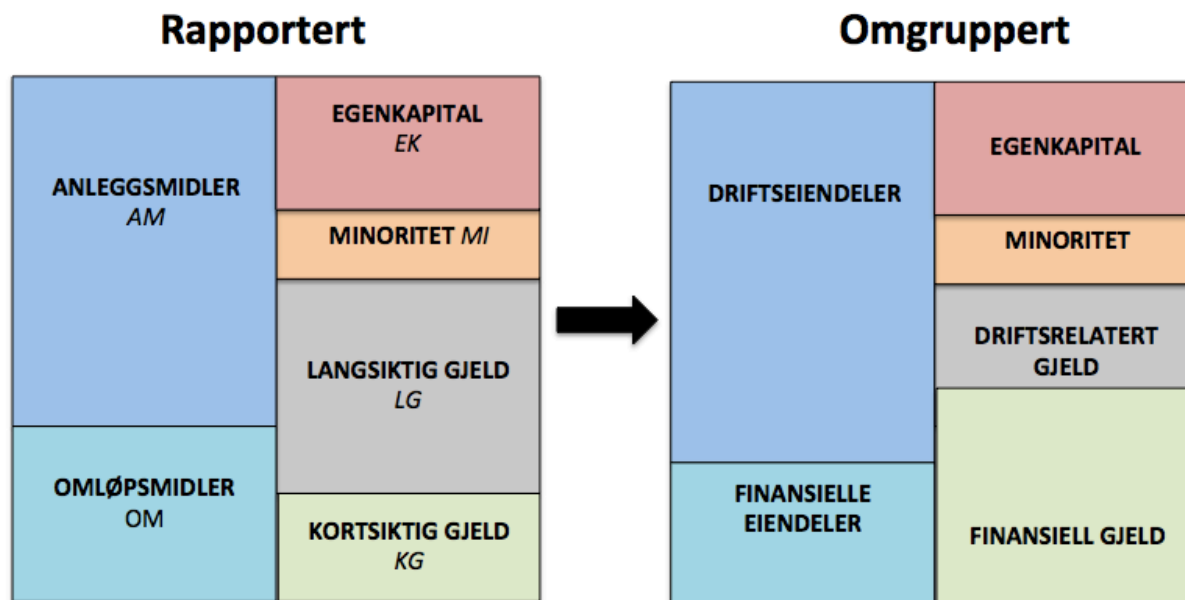 Rapportert
ANLEGGSMIDLER
AM
OMLØPSMIDLER
OM
EGENKAPITAL
EK
MINORITET MI
LANGSIKTIG GJELD
LG
KORTSIKTIG GJELD
KG
Omgruppert
DRIFTSEIENDELER
FINANSIELLE
EIENDELER
EGENKAPITAL
MINORITET
DRIFTSRELATERT
GJELD
FINANSIELL GJELD